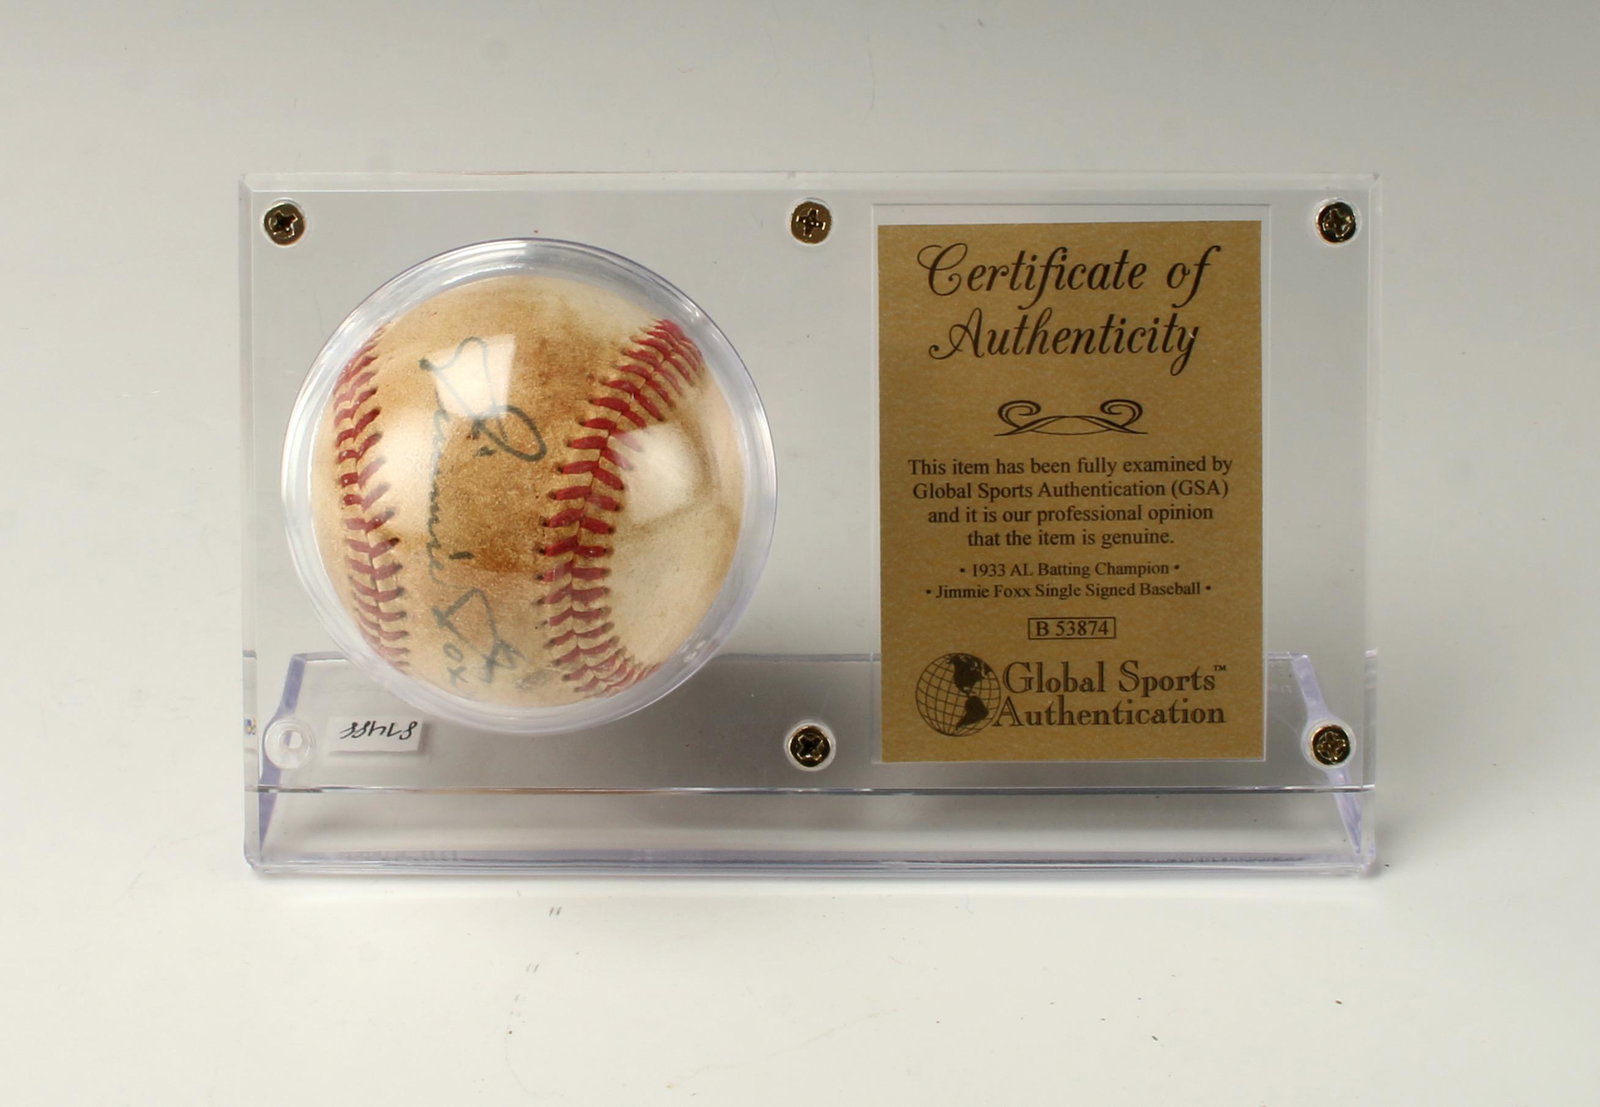 Jimmie Foxx
Certificate of
Authenticity
This item has been fully examined by
Global Sports Authentication (GSA)
and it is our professional opinion
that the item is genuine.
• 1933 AL Batting Champion •
• Jimmie Foxx Single Signed Baseball •
B 53874
Global Sports™
Authentication